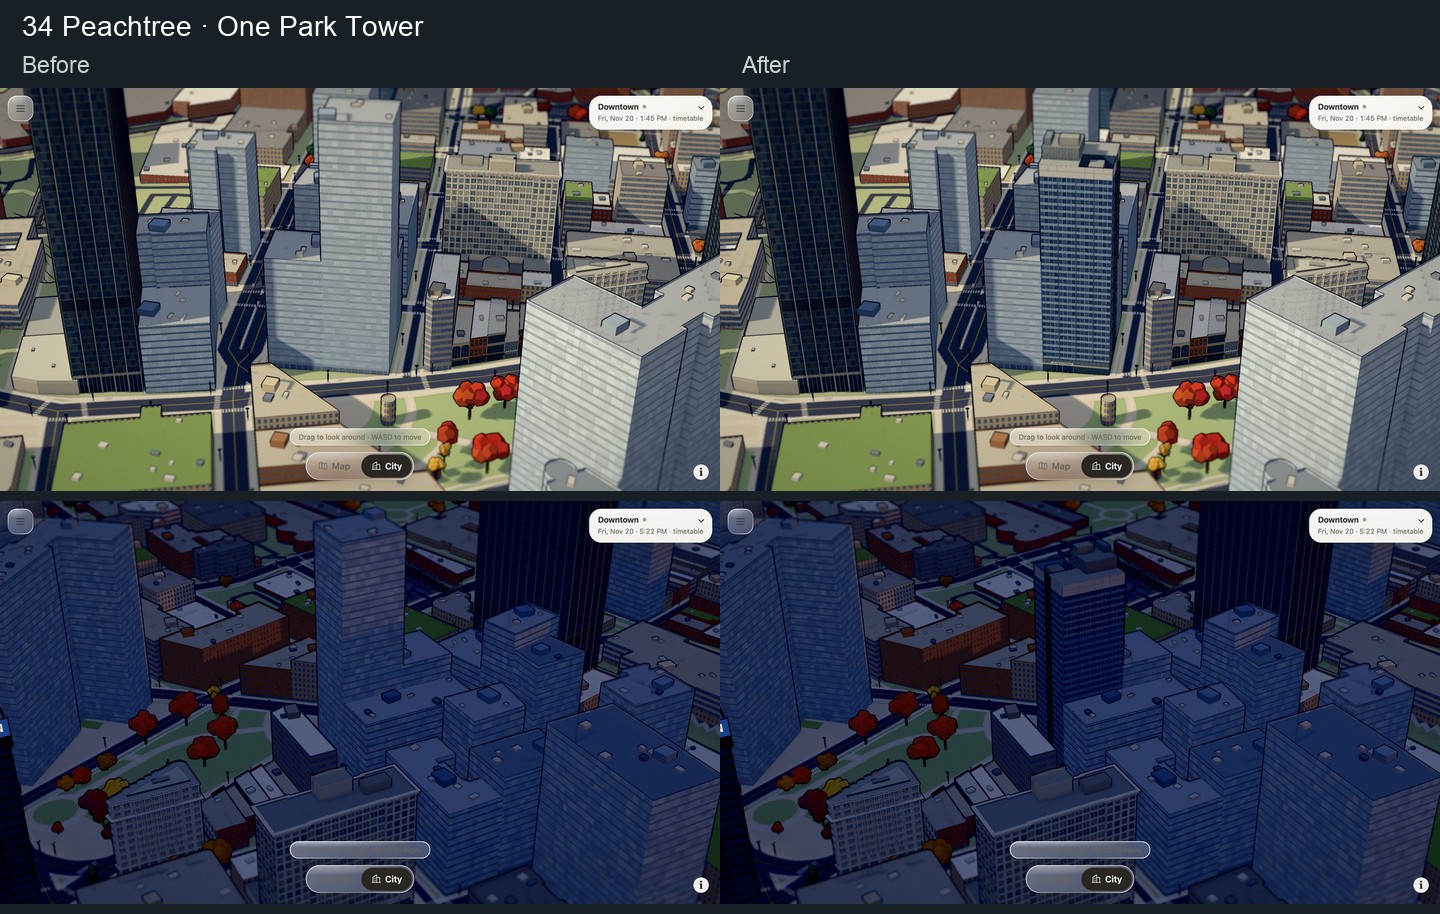 34 Peachtree · One Park Tower
Before
After
Downtown
Fri, Nov 20 · 1:45 PM · timetable
Drag to look around · WASD to move
Map
City
Downtown
Fri, Nov 20 · 1:45 PM · timetable
Drag to look around · WASD to move
Map
City
Downtown
Fri, Nov 20 · 5:22 PM · timetable
City
Downtown
Fri, Nov 20 · 5:22 PM · timetable
City